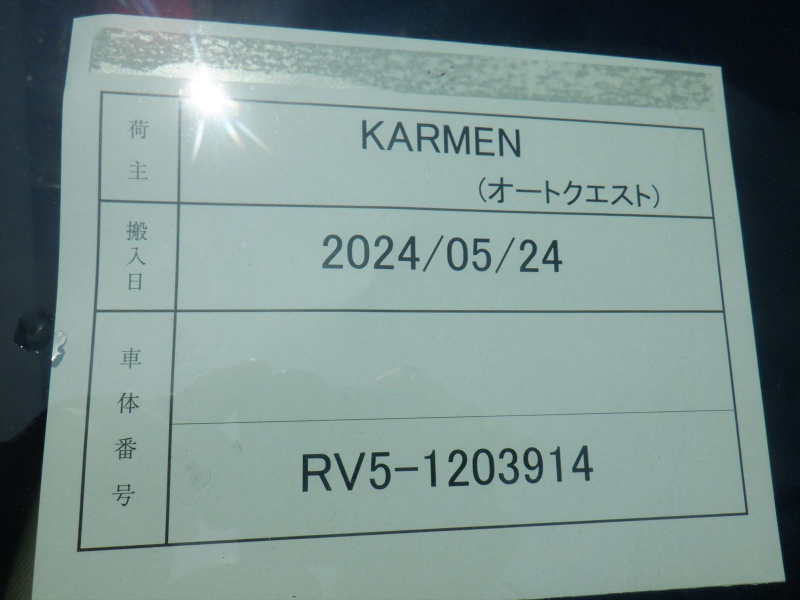 荷主
KARMEN
(オートクエスト)
搬入日
2024/05/24
車体番号
RV5-1203914